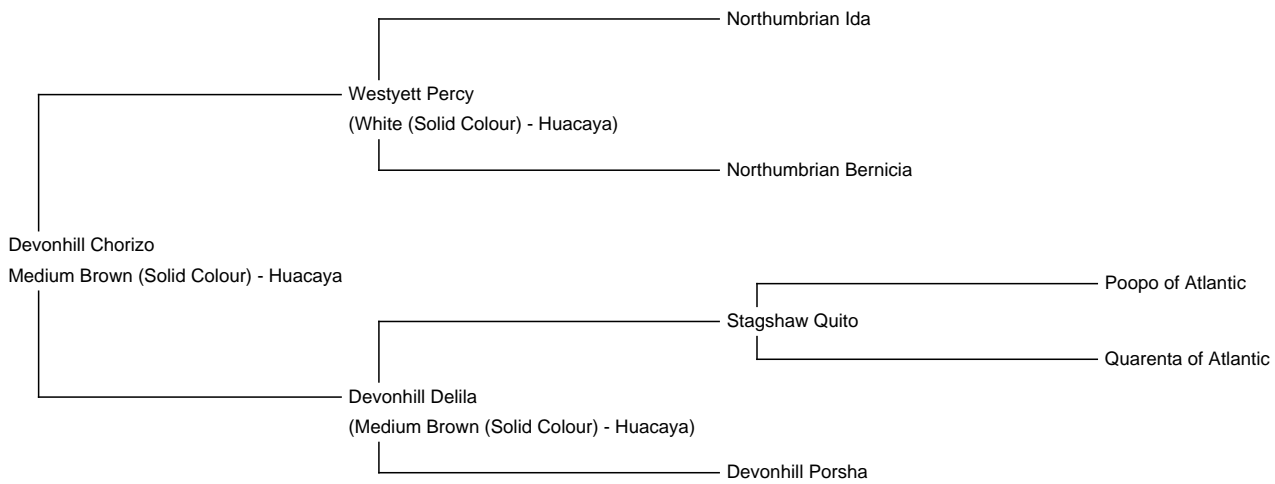 Northumbrian Ida
Westyett Percy
(White (Solid Colour) - Huacaya)
Northumbrian Bernicia
Devonhill Chorizo
Medium Brown (Solid Colour) - Huacaya
Poopo of Atlantic
Stagshaw Quito
Quarenta of Atlantic
Devonhill Delila
(Medium Brown (Solid Colour) - Huacaya)
Devonhill Porsha